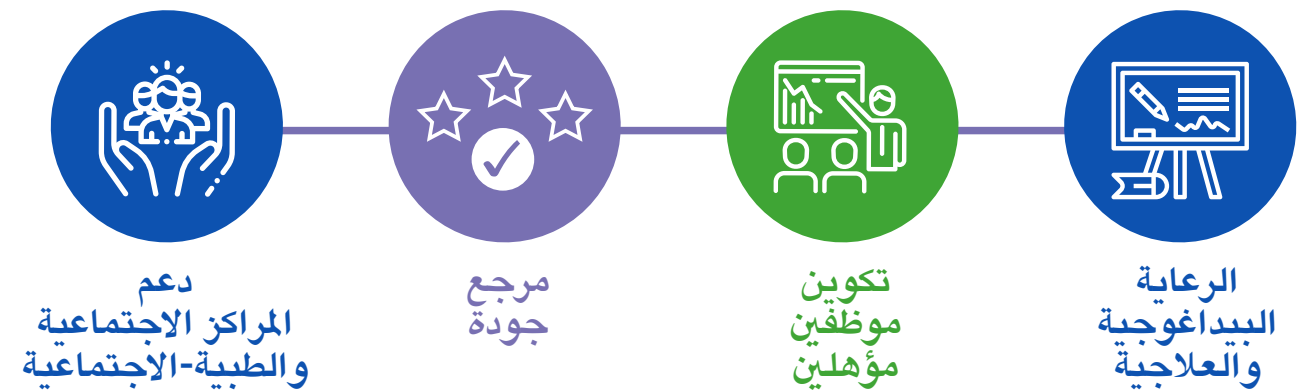 الرعاية
البيداغوجية
والعلاجية
تكوين
موظفين
مؤهلين
مرجع
جودة
دعم
المراكز الاجتماعية
والطبية-الاجتماعية